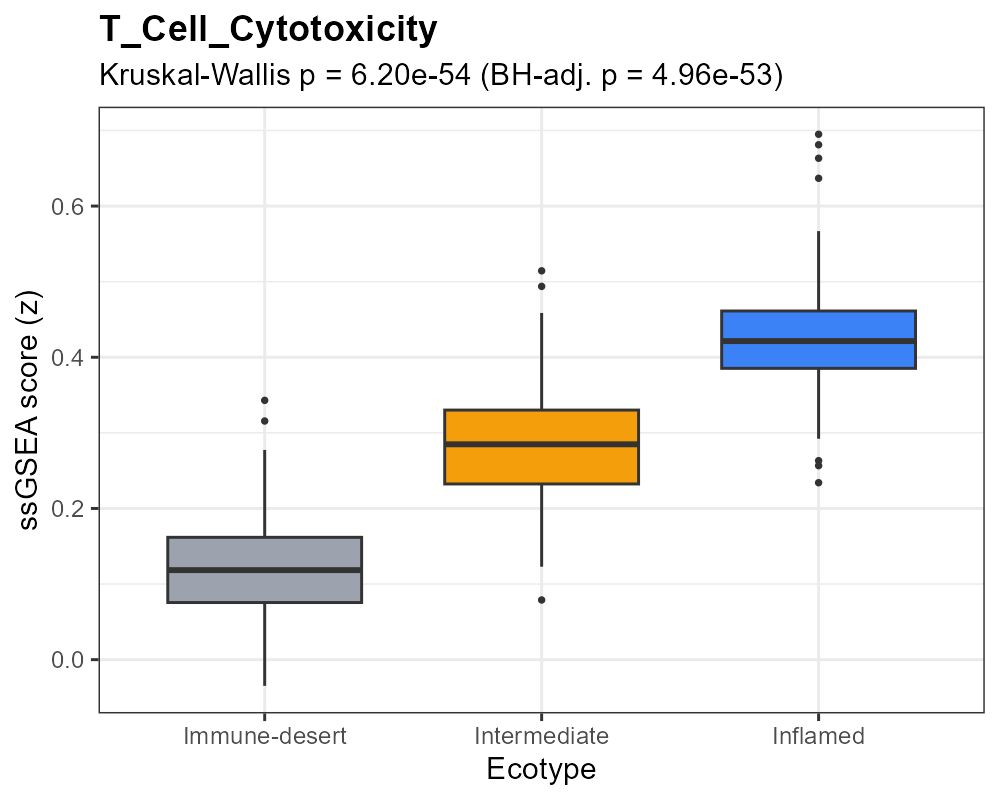 T_Cell_Cytotoxicity
Kruskal-Wallis p = 6.20e-54 (BH-adj. p = 4.96e-53)
ssGSEA score (z)
0.6
0.4
0.2
0.0
Immune-desert
Intermediate
Inflamed
Ecotype